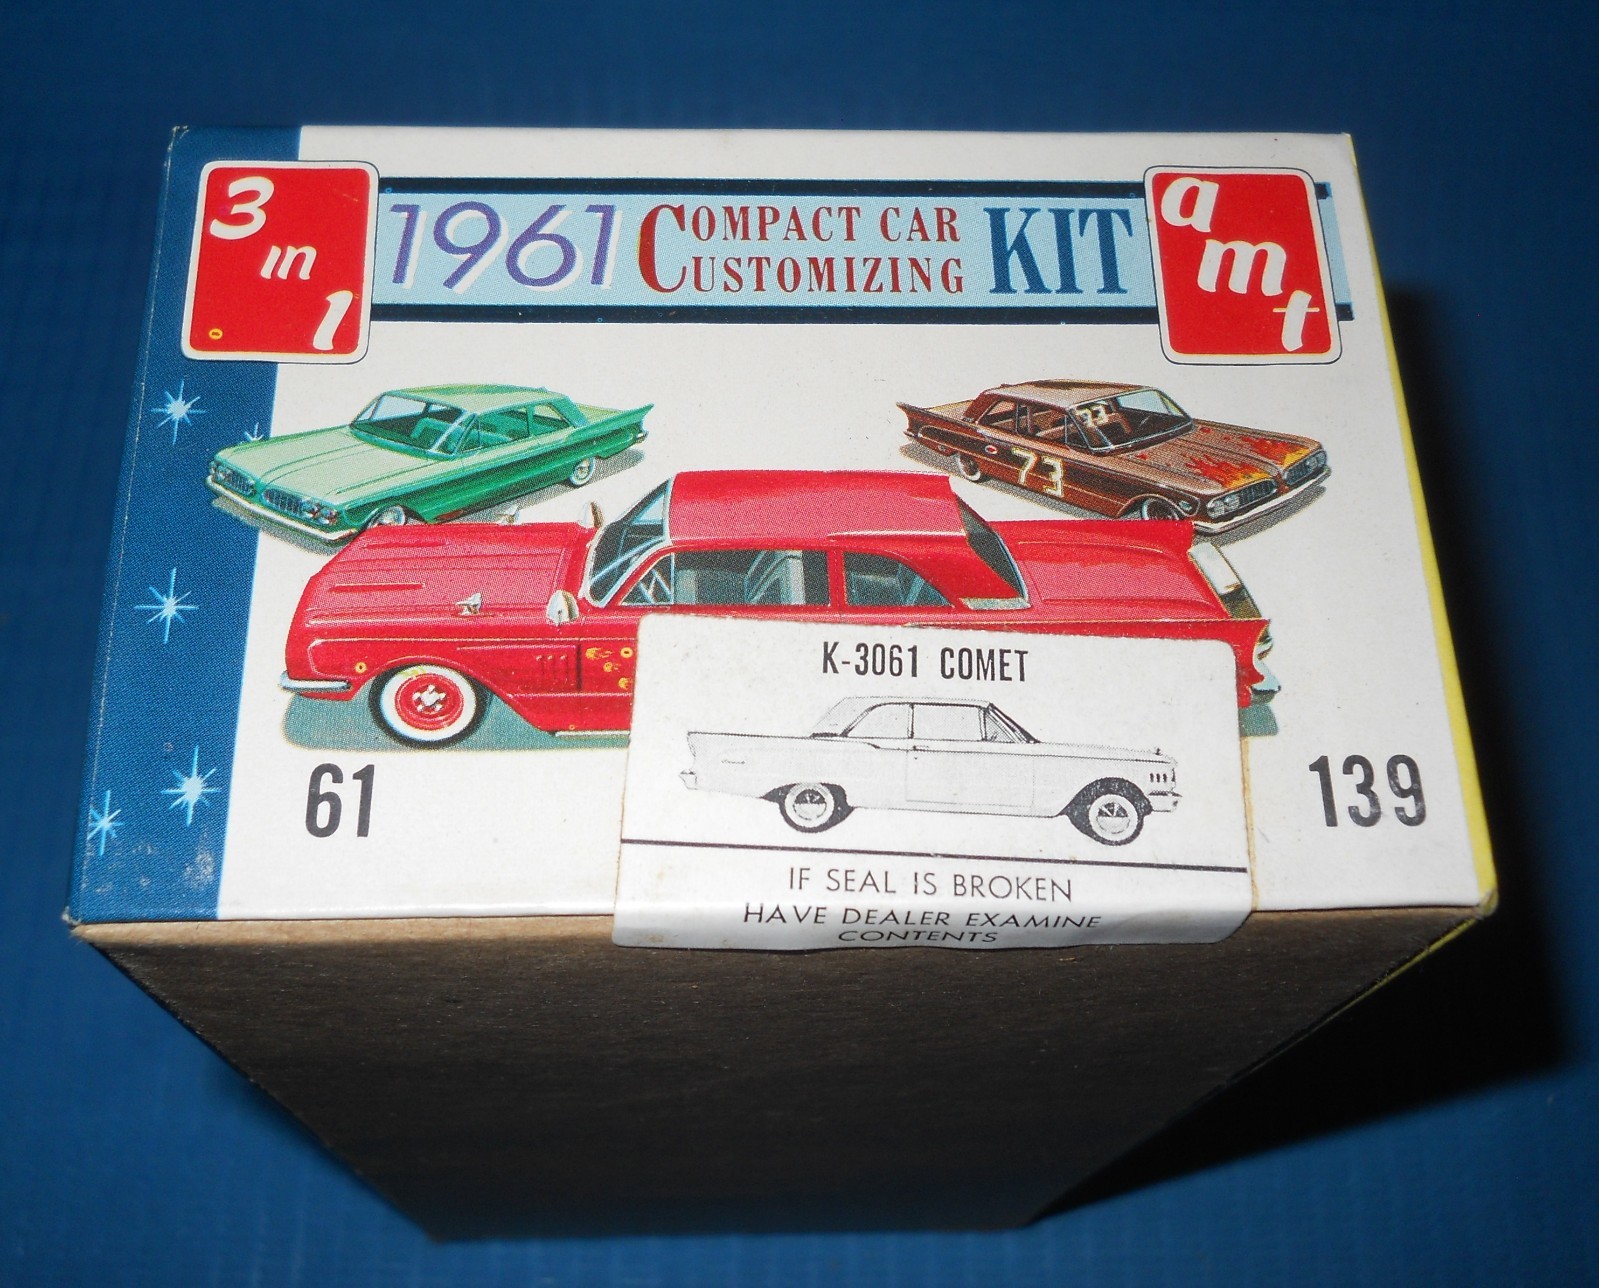 3
in
1
1961 COMPACT CAR
CUSTOMIZING KIT
a
m
t
73
73
K-3061 COMET
61
139
IF SEAL IS BROKEN
HAVE DEALER EXAMINE
CONTENTS